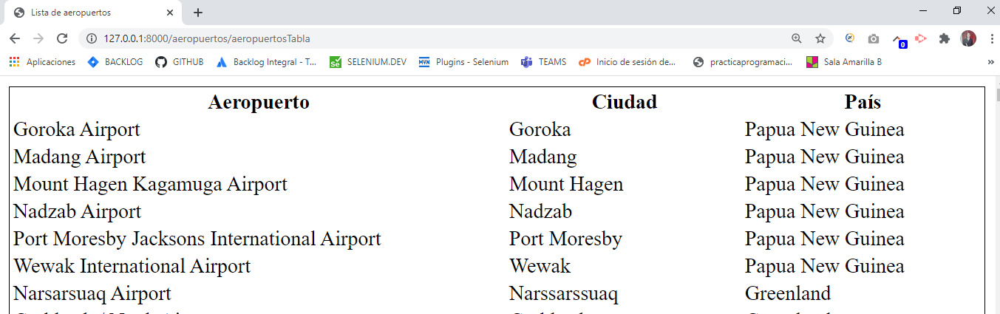 Lista de aeropuertos
127.0.0.1:8000/aeropuertos/aeropuertosTabla
Aplicaciones BACKLOG GITHUB Backlog Integral - T... SELENIUM.DEV Plugins - Selenium TEAMS Inicio de sesión de... practicaprogramaci... Sala Amarilla B
Aeropuerto Ciudad País
Goroka Airport Goroka Papua New Guinea
Madang Airport Madang Papua New Guinea
Mount Hagen Kagamuga Airport Mount Hagen Papua New Guinea
Nadzab Airport Nadzab Papua New Guinea
Port Moresby Jacksons International Airport Port Moresby Papua New Guinea
Wewak International Airport Wewak Papua New Guinea
Narsarsuaq Airport Narssarssuaq Greenland